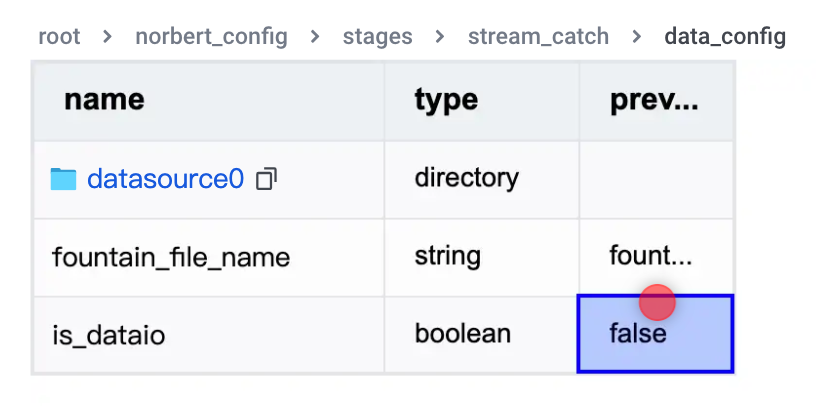 root > norbert_config > stages > stream_catch > data_config
name type prev...
datasource0 directory
fountain_file_name string fount...
is_dataio boolean false